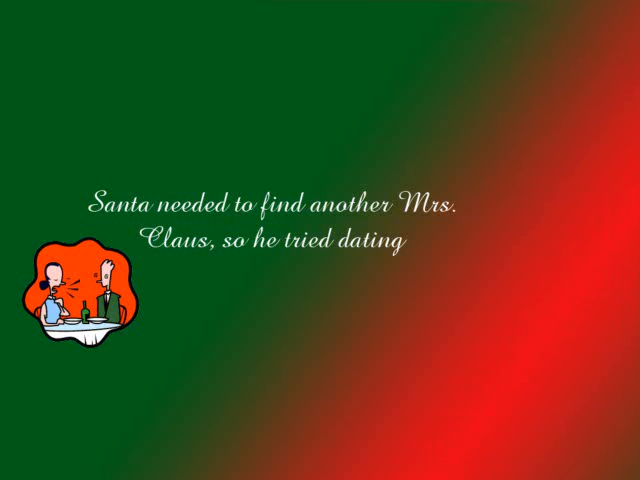 Santa needed to find another Mrs.
Claus, so he tried dating